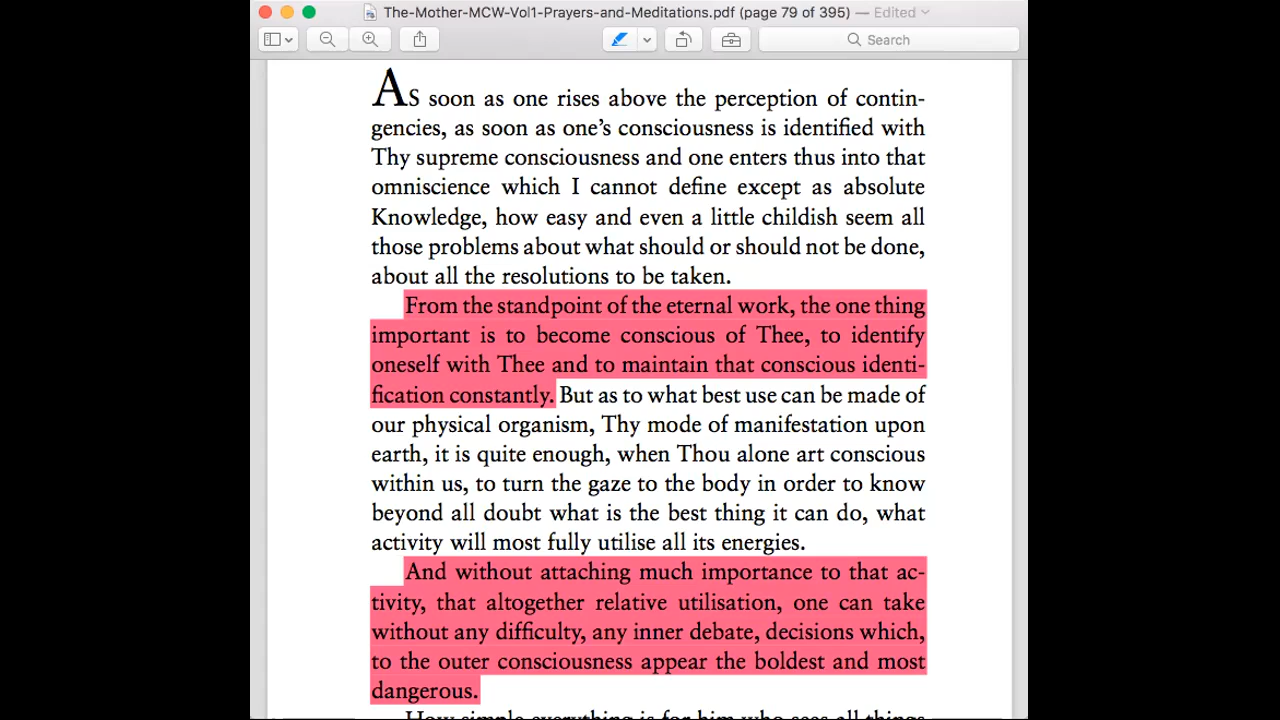 The-Mother-MCW-Vol1-Prayers-and-Meditations.pdf (page 79 of 395) — Edited
Search
As soon as one rises above the perception of contin-
gencies, as soon as one’s consciousness is identified with
Thy supreme consciousness and one enters thus into that
omniscience which I cannot define except as absolute
Knowledge, how easy and even a little childish seem all
those problems about what should or should not be done,
about all the resolutions to be taken.
From the standpoint of the eternal work, the one thing
important is to become conscious of Thee, to identify
oneself with Thee and to maintain that conscious identi-
fication constantly. But as to what best use can be made of
our physical organism, Thy mode of manifestation upon
earth, it is quite enough, when Thou alone art conscious
within us, to turn the gaze to the body in order to know
beyond all doubt what is the best thing it can do, what
activity will most fully utilise all its energies.
And without attaching much importance to that ac-
tivity, that altogether relative utilisation, one can take
without any difficulty, any inner debate, decisions which,
to the outer consciousness appear the boldest and most
dangerous.
How simple everything is for him who sees all things